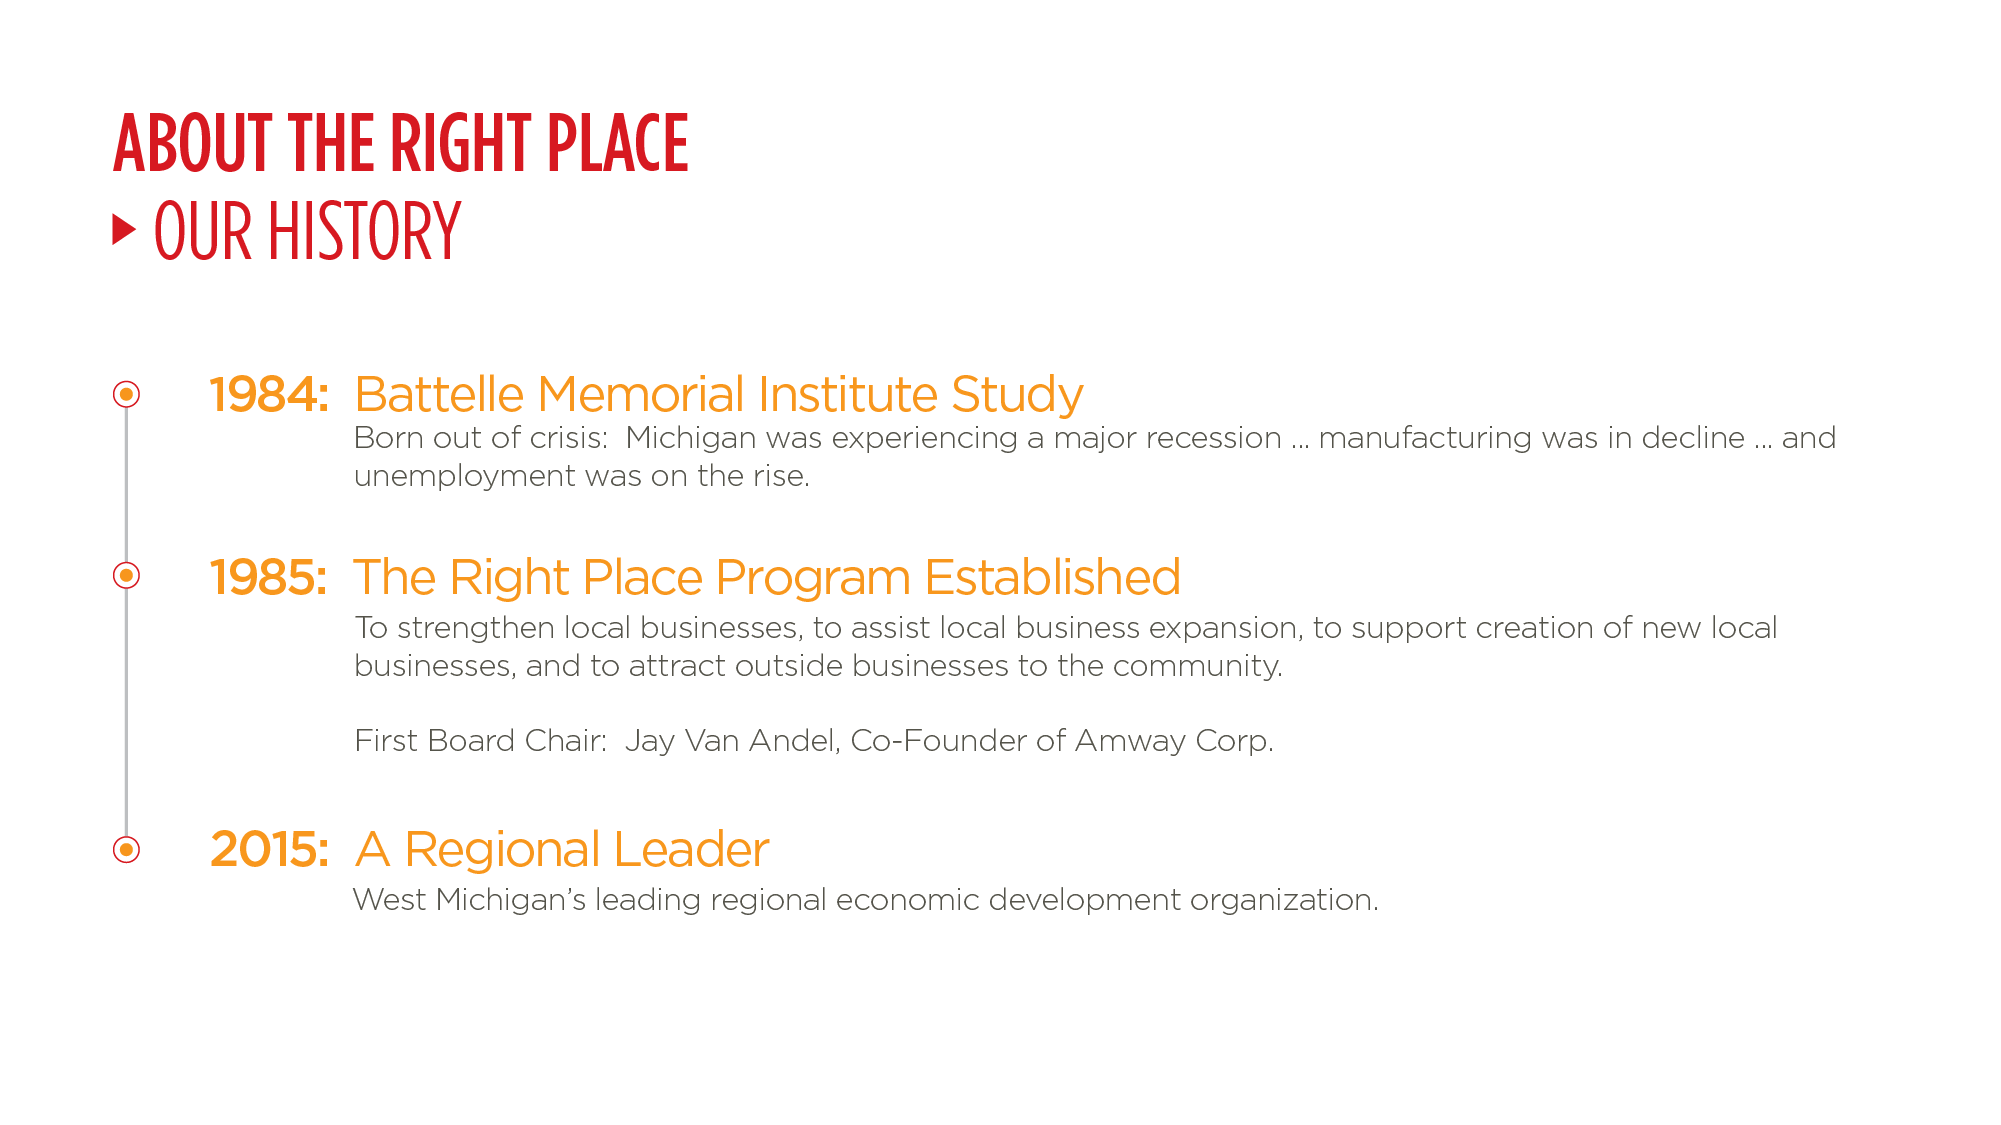 ABOUT THE RIGHT PLACE
OUR HISTORY
1984: Battelle Memorial Institute Study
Born out of crisis: Michigan was experiencing a major recession ... manufacturing was in decline ... and
unemployment was on the rise.
1985: The Right Place Program Established
To strengthen local businesses, to assist local business expansion, to support creation of new local
businesses, and to attract outside businesses to the community.
First Board Chair: Jay Van Andel, Co-Founder of Amway Corp.
2015: A Regional Leader
West Michigan’s leading regional economic development organization.